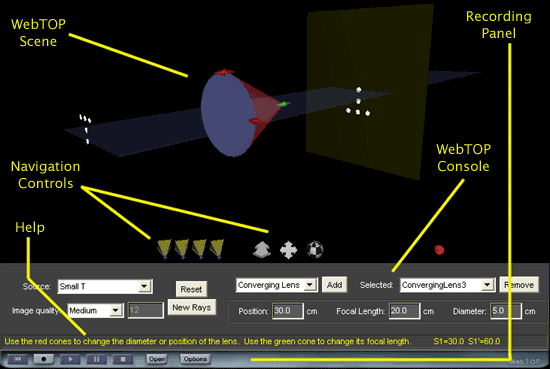 WebTOP
Scene
Recording
Panel
WebTOP
Console
Navigation
Controls
Help
Source: Small T
Reset
Converging Lens
Add
Selected: ConvergingLens3
Remove
Image quality: Medium
12
New Rays
Position: 30.0 cm
Focal Length: 20.0 cm
Diameter: 5.0 cm
Use the red cones to change the diameter or position of the lens. Use the green cone to change its focal length. S1=30.0 S1'=60.0
Open
Options
WebTOP